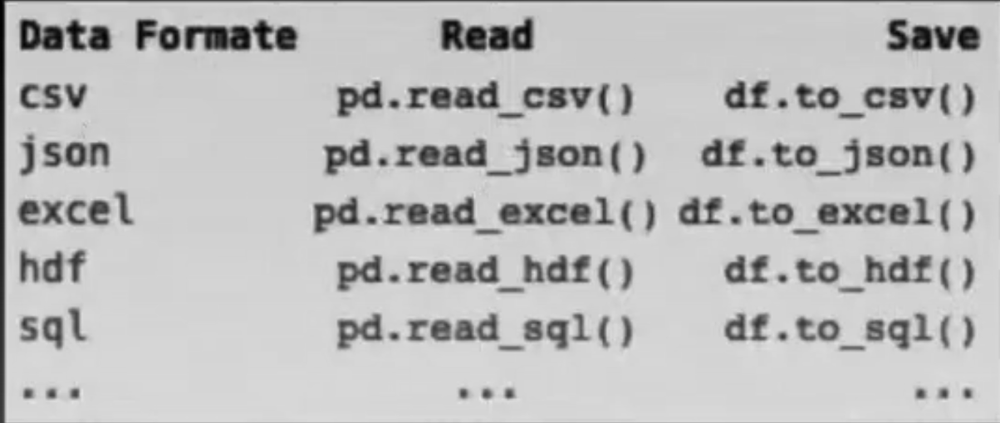 Data Formate Read Save
csv pd.read_csv() df.to_csv()
json pd.read_json() df.to_json()
excel pd.read_excel() df.to_excel()
hdf pd.read_hdf() df.to_hdf()
sql pd.read_sql() df.to_sql()
... ... ...